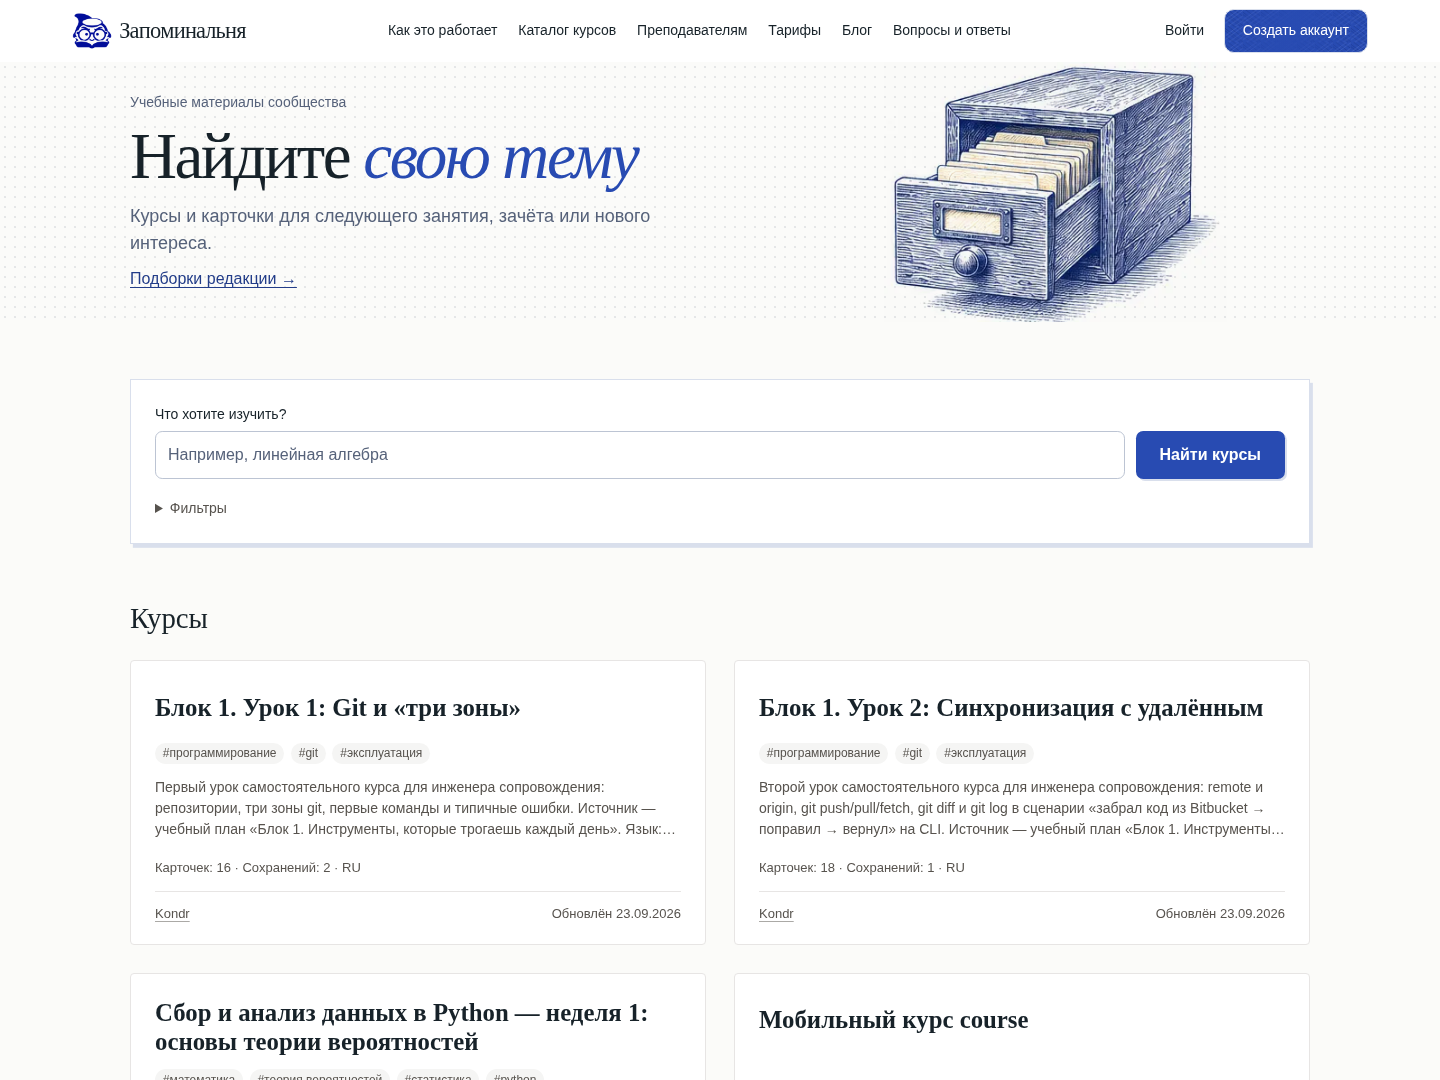 Запоминальня
Как это работает
Каталог курсов
Преподавателям
Тарифы
Блог
Вопросы и ответы
Войти
Создать аккаунт
Учебные материалы сообщества
Найдите свою тему
Курсы и карточки для следующего занятия, зачёта или нового
интереса.
Подборки редакции →
Что хотите изучить?
Например, линейная алгебра
Найти курсы
▶ Фильтры
Курсы
Блок 1. Урок 1: Git и «три зоны»
#программирование #git #эксплуатация
Первый урок самостоятельного курса для инженера сопровождения:
репозитории, три зоны git, первые команды и типичные ошибки. Источник —
учебный план «Блок 1. Инструменты, которые трогаешь каждый день». Язык:…
Карточек: 16 · Сохранений: 2 · RU
Kondr
Обновлён 23.09.2026
Блок 1. Урок 2: Синхронизация с удалённым
#программирование #git #эксплуатация
Второй урок самостоятельного курса для инженера сопровождения: remote и
origin, git push/pull/fetch, git diff и git log в сценарии «забрал код из Bitbucket →
поправил → вернул» на CLI. Источник — учебный план «Блок 1. Инструменты…
Карточек: 18 · Сохранений: 1 · RU
Kondr
Обновлён 23.09.2026
Сбор и анализ данных в Python — неделя 1:
основы теории вероятностей
#математика #теория вероятностей #статистика #python
Мобильный курс course